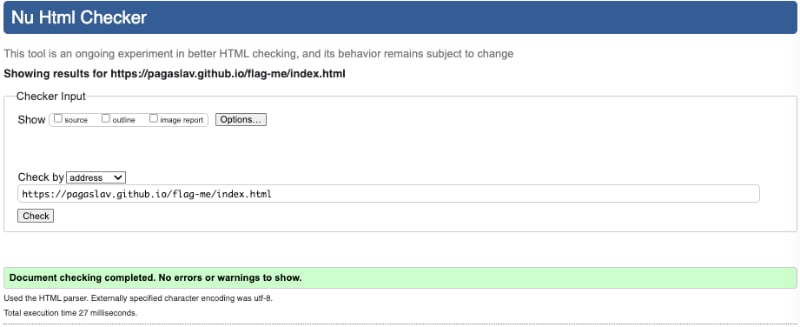 Nu Html Checker
This tool is an ongoing experiment in better HTML checking, and its behavior remains subject to change
Showing results for https://pagaslav.github.io/flag-me/index.html
Checker Input
Show source outline image report Options...
Check by address
https://pagaslav.github.io/flag-me/index.html
Check
Document checking completed. No errors or warnings to show.
Used the HTML parser. Externally specified character encoding was utf-8.
Total execution time 27 milliseconds.